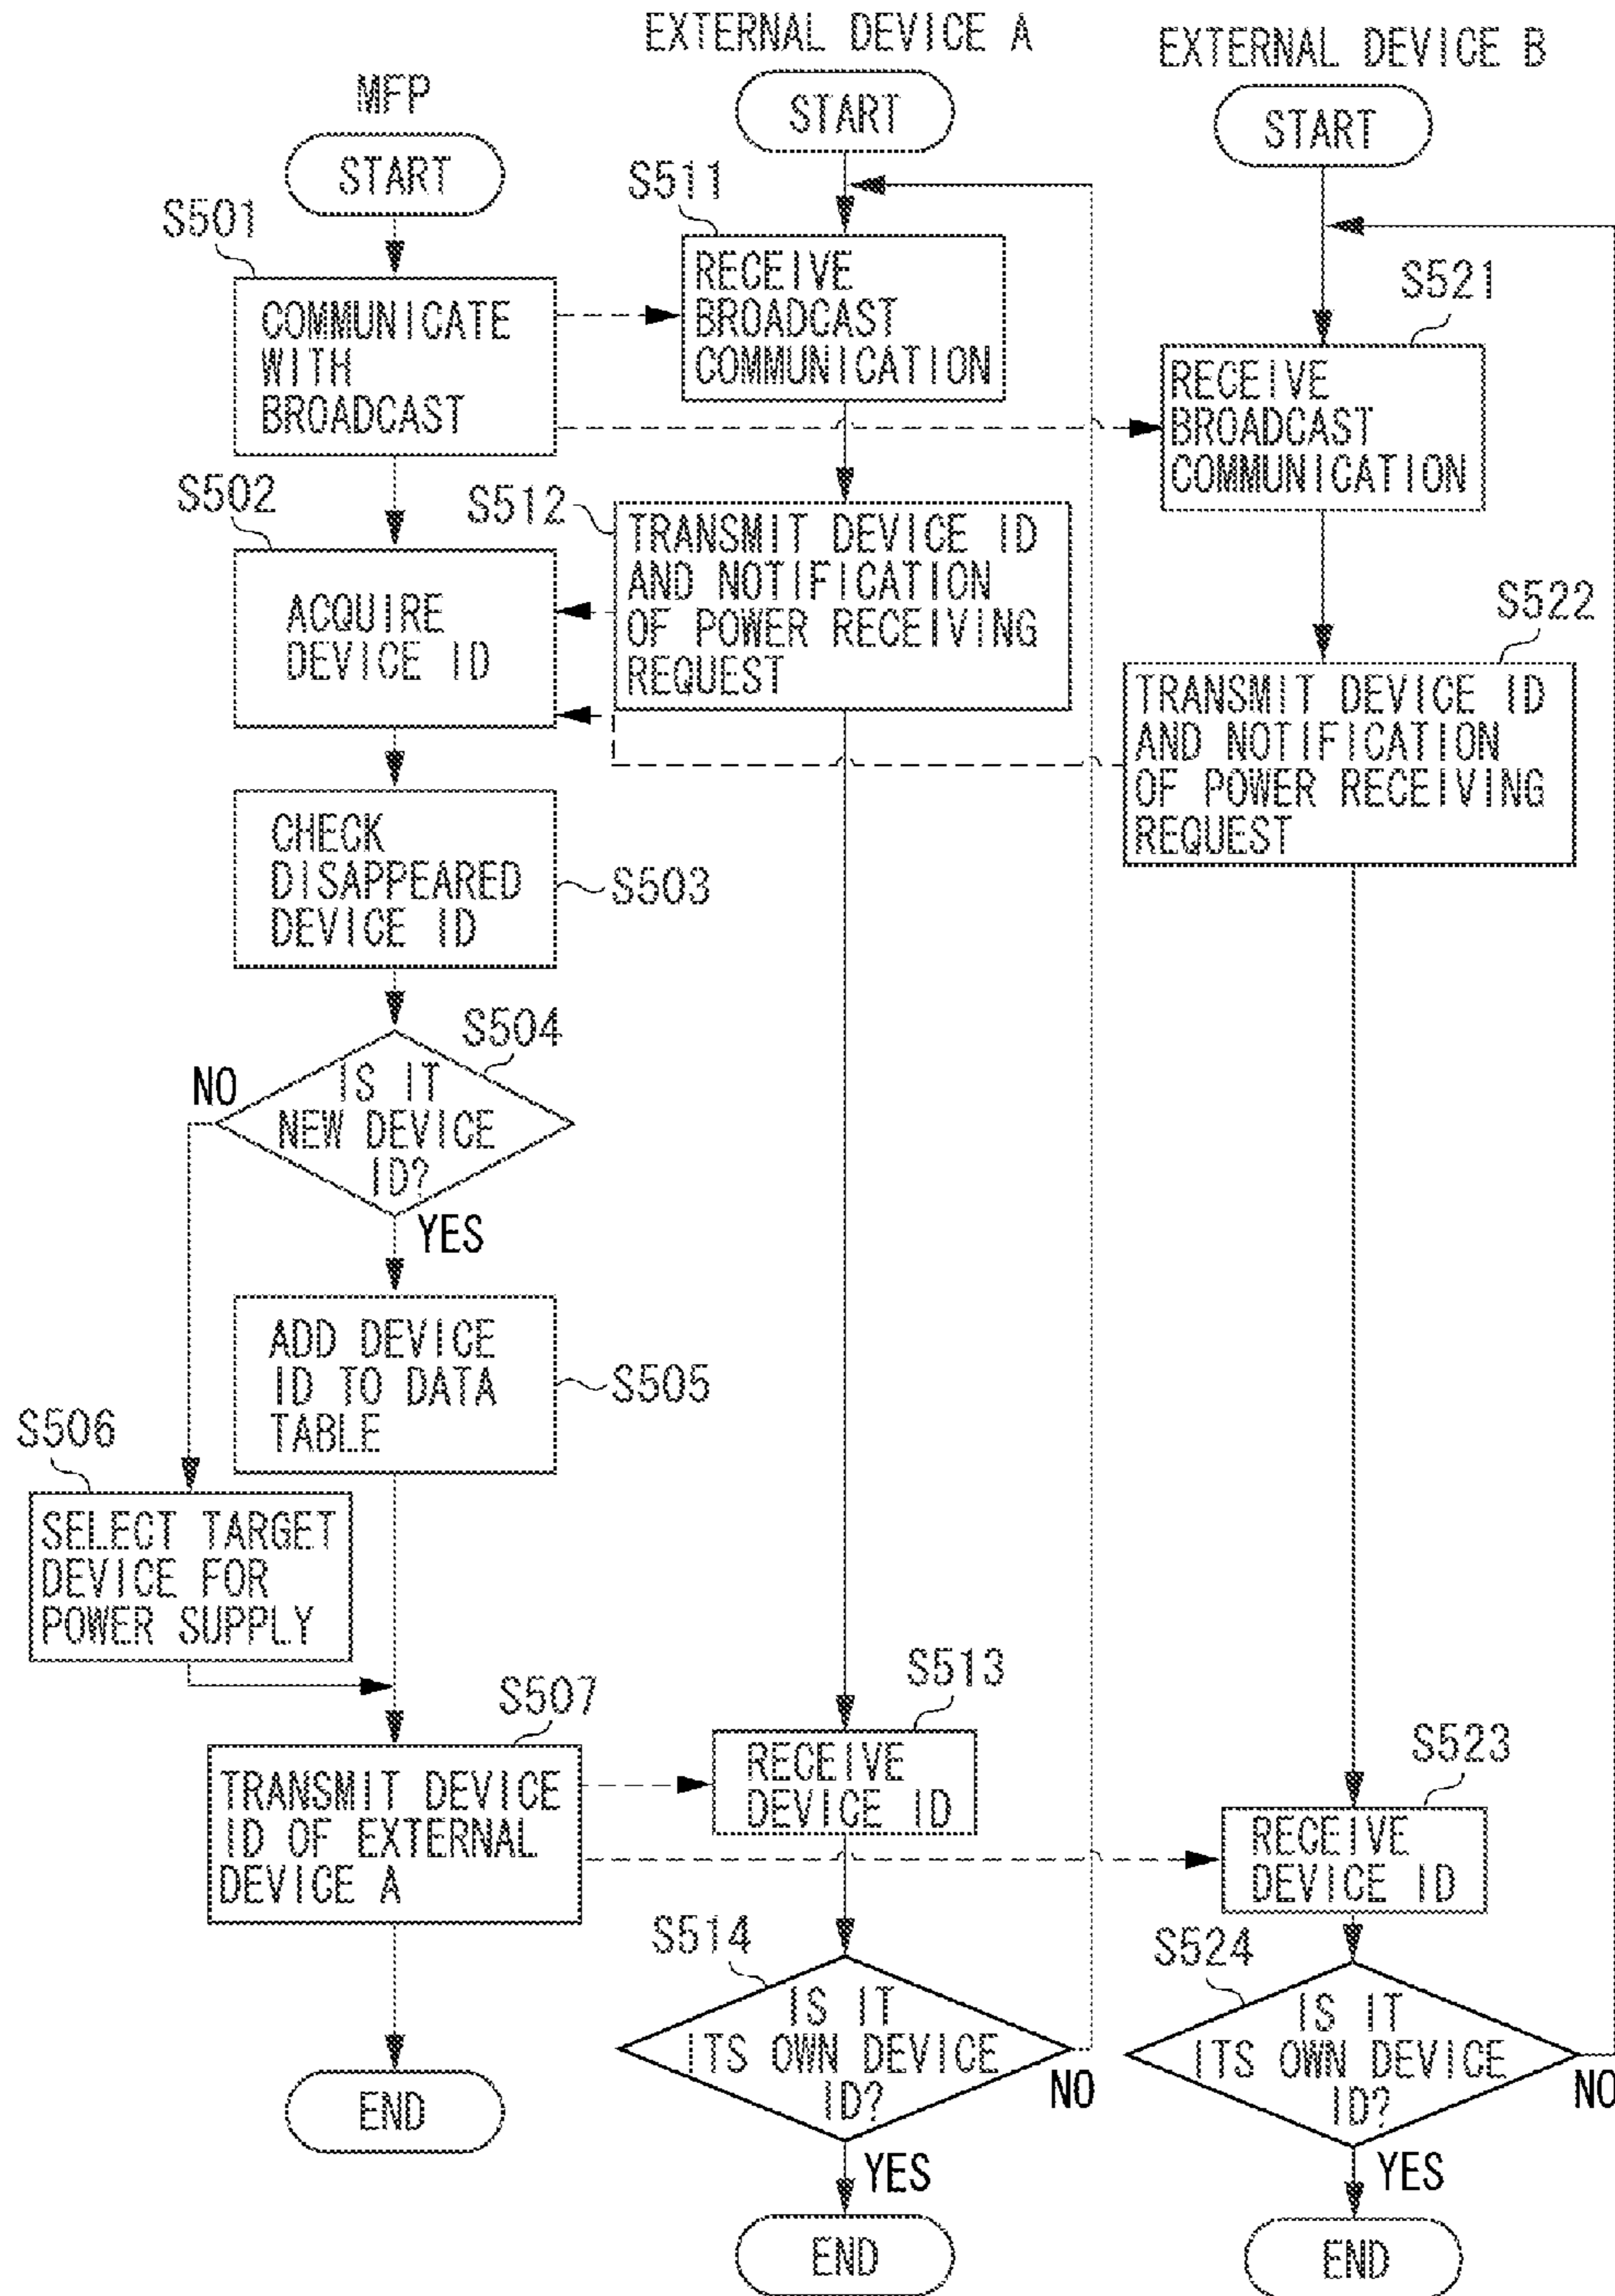 MFP
START
S501
COMMUNICATE
WITH
BROADCAST
S502
ACQUIRE
DEVICE ID
CHECK
DISAPPEARED
DEVICE ID
S503
S504
IS IT
NEW DEVICE
ID?
NO
YES
ADD DEVICE
ID TO DATA
TABLE
S505
S506
SELECT TARGET
DEVICE FOR
POWER SUPPLY
S507
TRANSMIT DEVICE
ID OF EXTERNAL
DEVICE A
END
EXTERNAL DEVICE A
START
S511
RECEIVE
BROADCAST
COMMUNICATION
S512
TRANSMIT DEVICE ID
AND NOTIFICATION
OF POWER RECEIVING
REQUEST
S513
RECEIVE
DEVICE ID
S514
IS IT
ITS OWN DEVICE
ID?
NO
YES
END
EXTERNAL DEVICE B
START
S521
RECEIVE
BROADCAST
COMMUNICATION
S522
TRANSMIT DEVICE ID
AND NOTIFICATION
OF POWER RECEIVING
REQUEST
S523
RECEIVE
DEVICE ID
S524
IS IT
ITS OWN DEVICE
ID?
NO
YES
END